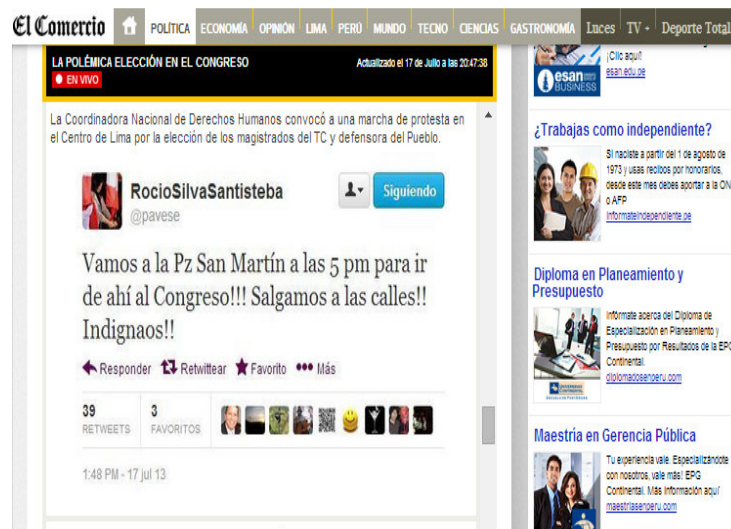 El Comercio POLÍTICA ECONOMÍA OPINIÓN LIMA PERÚ MUNDO TECNO CIENCIAS GASTRONOMÍA Luces TV + Deporte Total
LA POLÉMICA ELECCIÓN EN EL CONGRESO
Actualizado el 17 de Julio a las 20:47:38
EN VIVO
La Coordinadora Nacional de Derechos Humanos convocó a una marcha de protesta en
el Centro de Lima por la elección de los magistrados del TC y defensora del Pueblo.
RocioSilvaSantisteba
@pavese
Siguiendo
Vamos a la Pz San Martín a las 5 pm para ir
de ahí al Congreso!!! Salgamos a las calles!!
Indignaos!!
Responder Retwittear Favorito Más
39
RETWEETS
3
FAVORITOS
1:48 PM - 17 jul 13
¡Clic aquí!
esan.edu.pe
esan
BUSINESS
¿Trabajas como independiente?
Si naciste a partir del 1 de agosto de
1973 y usas recibos por honorarios,
desde este mes debes aportar a la ON
o AFP
informateindependiente.pe
Diploma en Planeamiento y
Presupuesto
Infórmate acerca del Diploma de
Especialización en Planeamiento y
Presupuesto por Resultados de la EPG
Continental.
diplomadosenperu.com
Maestría en Gerencia Pública
Tu experiencia vale. Especializándote
con nosotros, vale más! EPG
Continental. Más información aquí
maestriasenperu.com